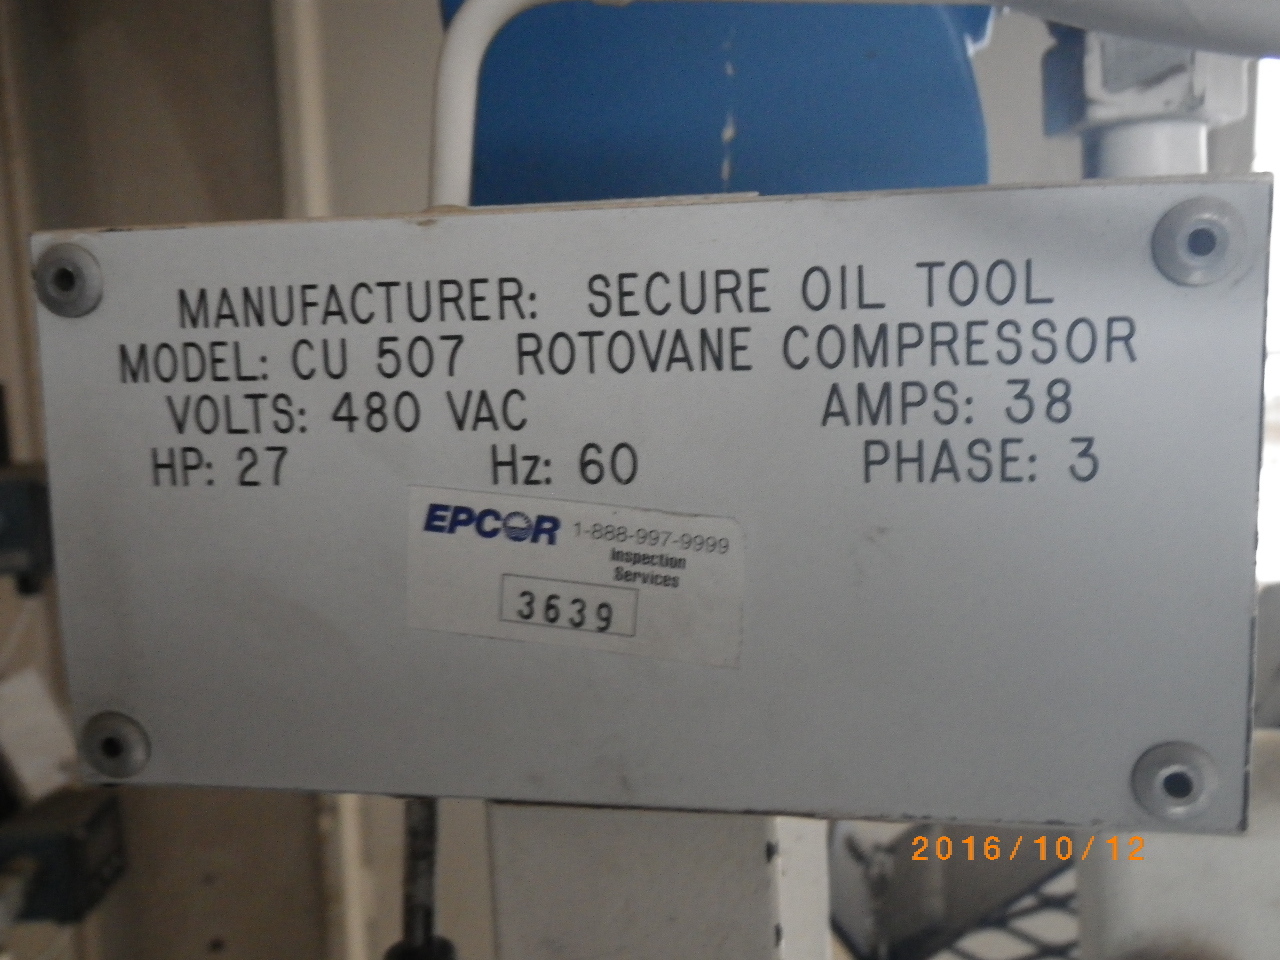 MANUFACTURER: SECURE OIL TOOL
MODEL: CU 507 ROTOVANE COMPRESSOR
VOLTS: 480 VAC AMPS: 38
HP: 27 Hz: 60 PHASE: 3
EPCOR 1-888-997-9999
Inspection
Services
3639
2016/10/12